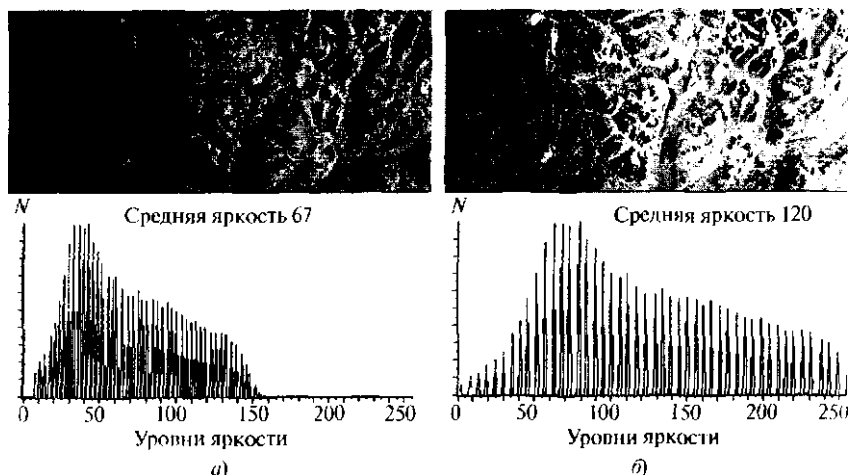 N
Средняя яркость 67
0 50 100 150 200 250
Уровни яркости
а)
N
Средняя яркость 120
0 50 100 150 200 250
Уровни яркости
б)